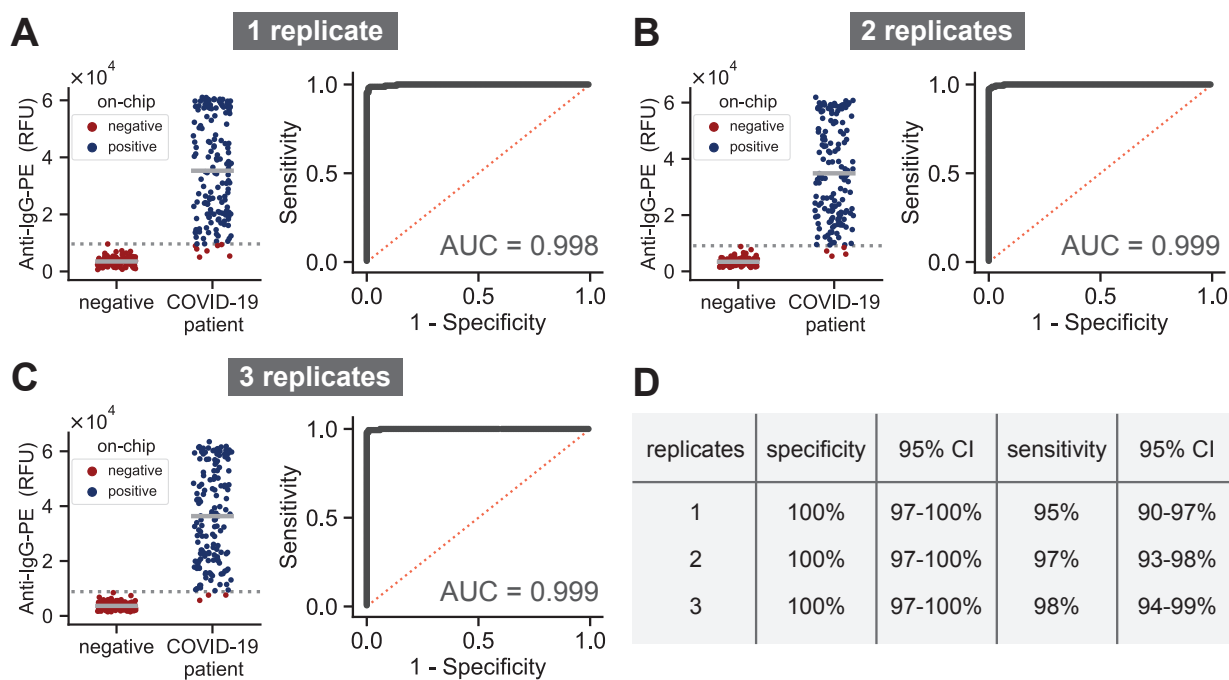 A
1 replicate
×10⁴
Anti-IgG-PE (RFU)
6
4
2
0
on-chip
negative
positive
negative
COVID-19
patient
Sensitivity
1.0
0.5
0.0
AUC = 0.998
0.0 0.5 1.0
1 - Specificity
B
2 replicates
×10⁴
Anti-IgG-PE (RFU)
6
4
2
0
on-chip
negative
positive
negative
COVID-19
patient
Sensitivity
1.0
0.5
0.0
AUC = 0.999
0.0 0.5 1.0
1 - Specificity
C
3 replicates
×10⁴
Anti-IgG-PE (RFU)
6
4
2
0
on-chip
negative
positive
negative
COVID-19
patient
Sensitivity
1.0
0.5
0.0
AUC = 0.999
0.0 0.5 1.0
1 - Specificity
D
replicates specificity 95% CI sensitivity 95% CI
1 100% 97-100% 95% 90-97%
2 100% 97-100% 97% 93-98%
3 100% 97-100% 98% 94-99%